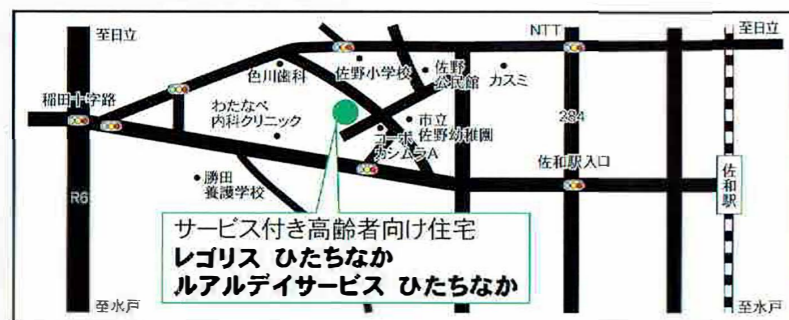 至日立
NTT
至日立
色川歯科
佐野小学校
佐野
公民館
カスミ
稲田十字路
わたなべ
内科クリニック
市立
佐野幼稚園
コーポ
カシムラA
284
佐和駅入口
佐和駅
勝田
養護学校
R6
サービス付き高齢者向け住宅
レゴリス ひたちなか
ルアルデイサービス ひたちなか
至水戸
至水戸